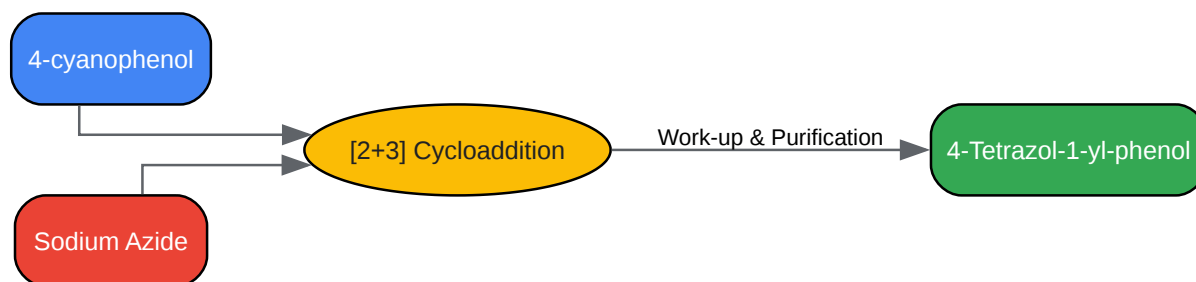 4-cyanophenol
[2+3] Cycloaddition
Work-up & Purification
4-Tetrazol-1-yl-phenol
Sodium Azide